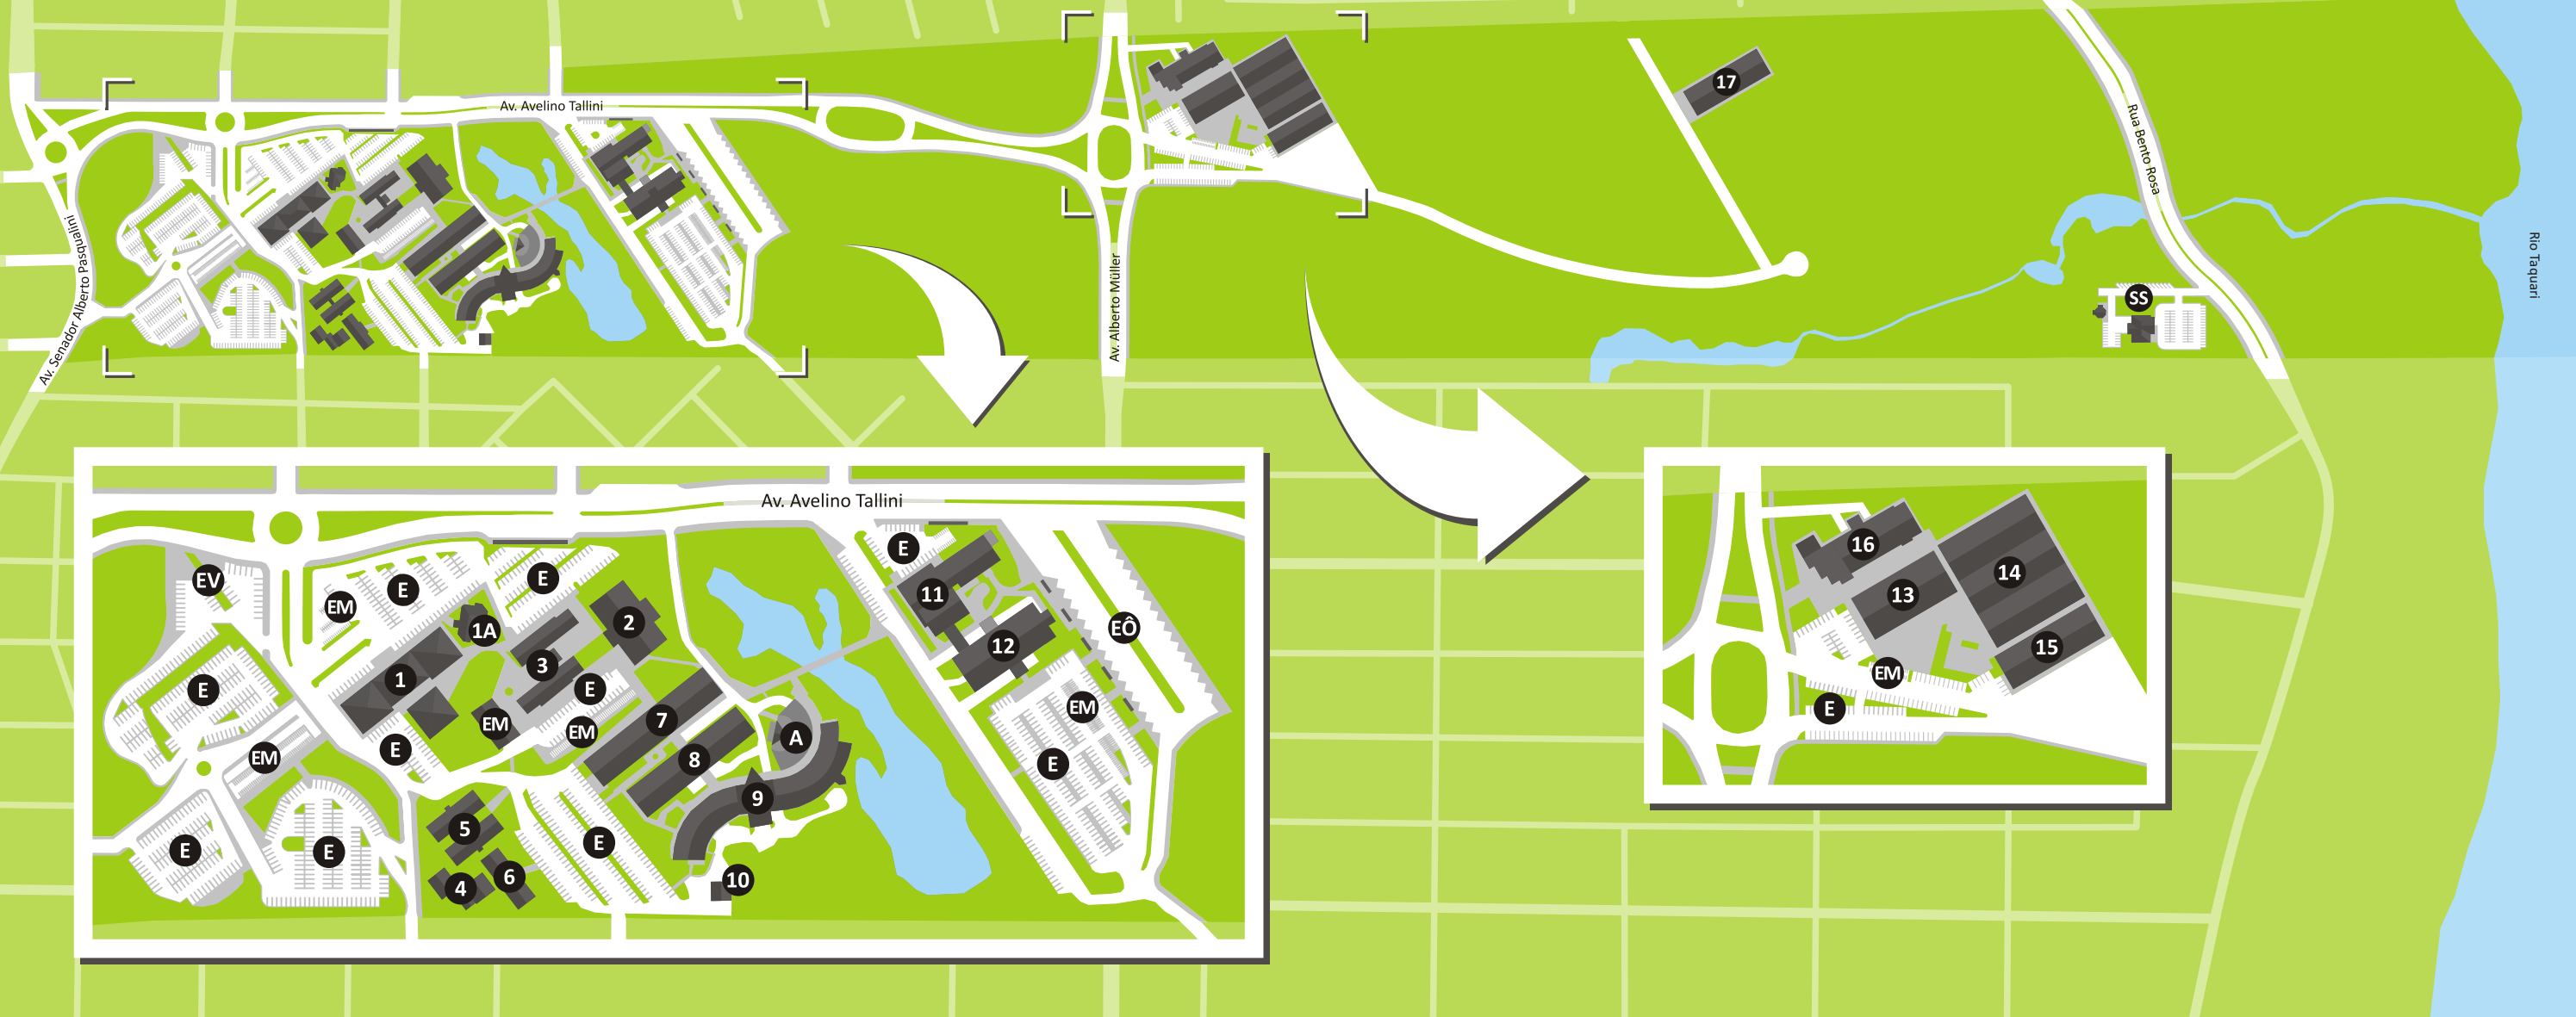 Av. Avelino Tallini
17
Rua Bento Rosa
Av. Senador Alberto Pasqualini
Av. Alberto Müller
Rio Taquari
SS
Av. Avelino Tallini
E
EV
E
E
11
EM
2
EÔ
1A
12
3
1
E
E
EM
7
EM
EM
A
E
EM
8
E
9
5
E
E
E
6
10
4
16
14
13
15
EM
E